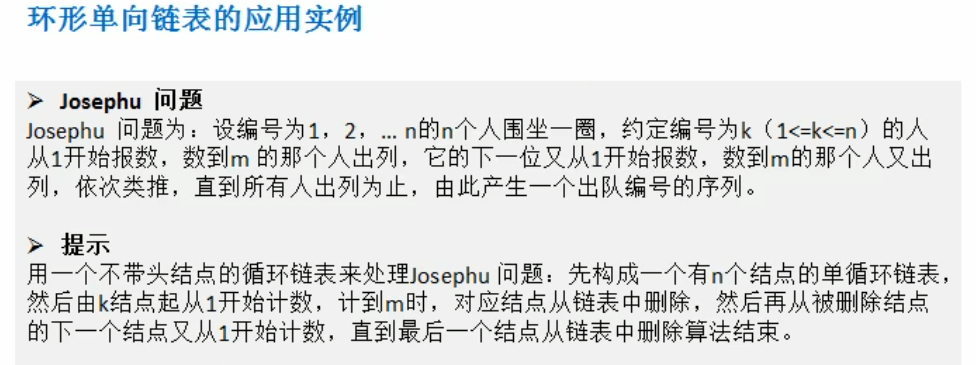 环形单向链表的应用实例
➢ Josephu 问题
Josephu 问题为：设编号为1，2，… n的n个人围坐一圈，约定编号为k（1<=k<=n）的人
从1开始报数，数到m 的那个人出列，它的下一位又从1开始报数，数到m的那个人又出
列，依次类推，直到所有人出列为止，由此产生一个出队编号的序列。
➢ 提示
用一个不带头结点的循环链表来处理Josephu 问题：先构成一个有n个结点的单循环链表，
然后由k结点起从1开始计数，计到m时，对应结点从链表中删除，然后再从被删除结点
的下一个结点又从1开始计数，直到最后一个结点从链表中删除算法结束。